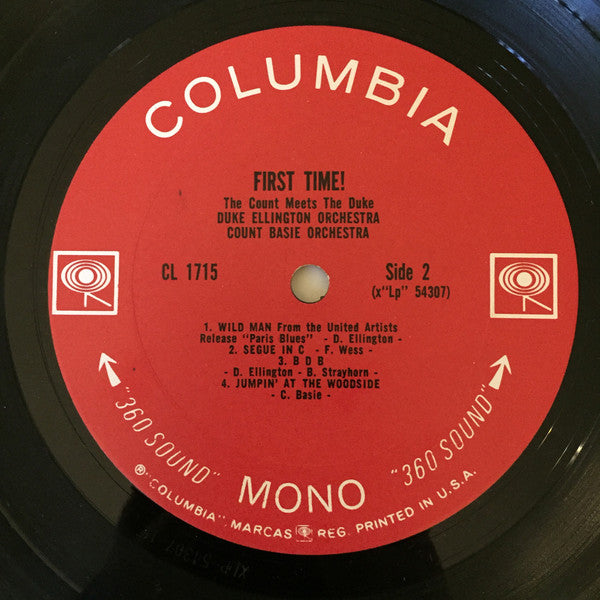 COLUMBIA
FIRST TIME!
The Count Meets The Duke
DUKE ELLINGTON ORCHESTRA
COUNT BASIE ORCHESTRA
CL 1715
Side 2
(x"Lp" 54307)
1. WILD MAN From the United Artists
Release "Paris Blues" - D. Ellington -
2. SEGUE IN C - F. Wess -
3. B D B
- D. Ellington - B. Strayhorn -
4. JUMPIN' AT THE WOODSIDE
- C. Basie -
"360 SOUND"
MONO
"360 SOUND"
® "COLUMBIA", MARCAS REG. PRINTED IN U.S.A.